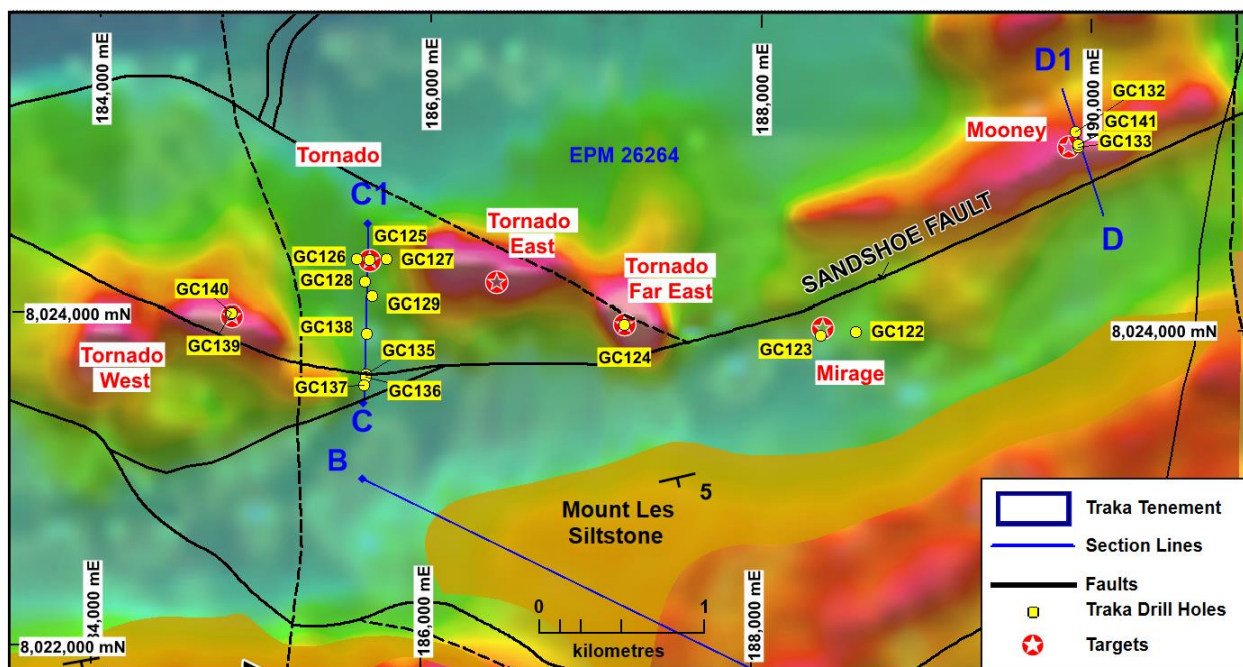 184,000 mE
186,000 mE
188,000 mE
190,000 mE
D1
GC132
GC141
GC133
Mooney
Tornado
EPM 26264
C1
GC125
GC126
GC127
Tornado
East
SANDSHOE FAULT
D
GC128
GC129
Tornado
Far East
GC140
8,024,000 mN
GC138
GC139
GC124
GC123
GC122
8,024,000 mN
Tornado
West
GC135
Mirage
GC137
GC136
C
B
5
Mount Les
Siltstone
184,000 mE
186,000 mE
188,000 mE
0
1
kilometres
8,022,000 mN
Traka Tenement
Section Lines
Faults
Traka Drill Holes
Targets